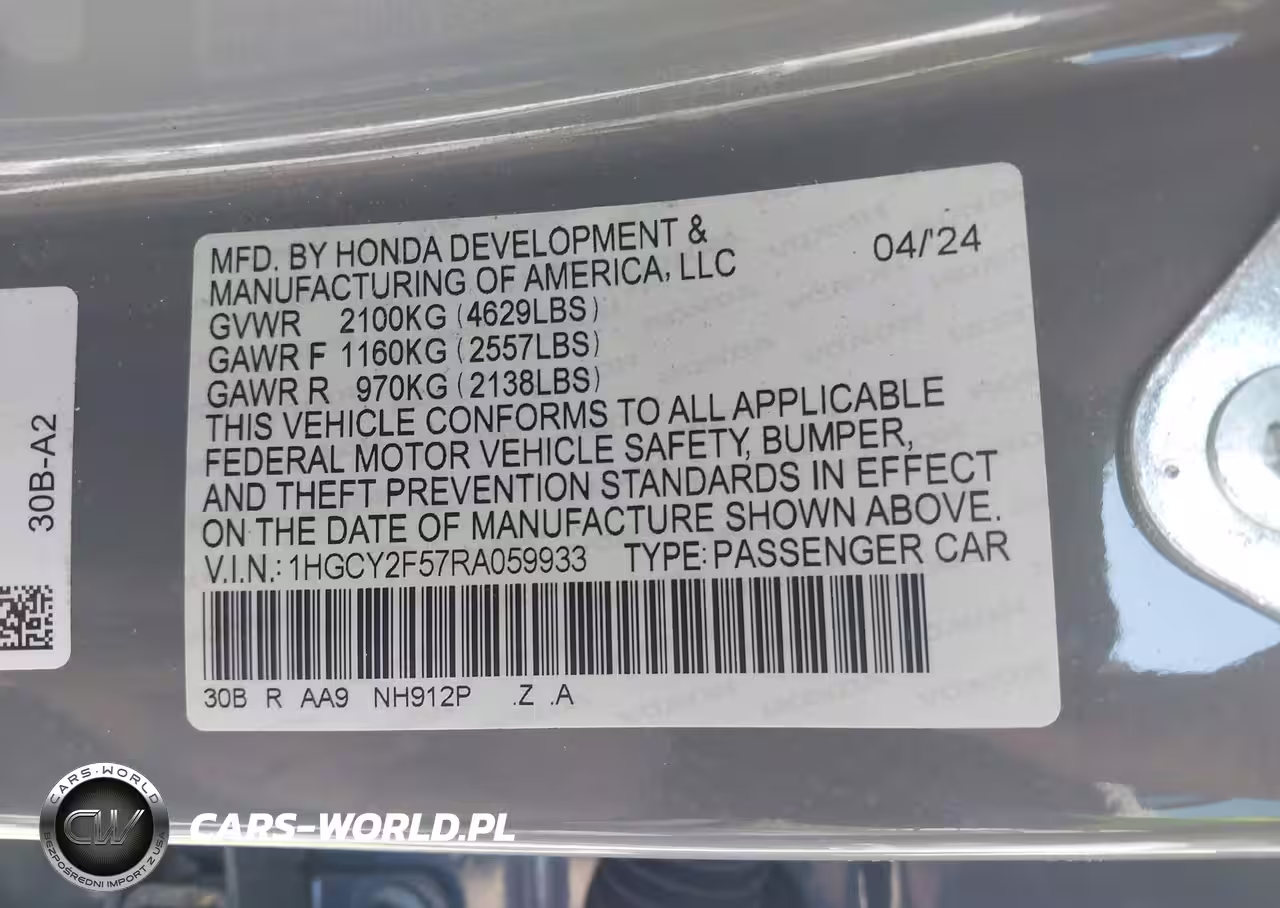 MFD. BY HONDA DEVELOPMENT &
MANUFACTURING OF AMERICA, LLC
04/'24
GVWR 2100KG (4629LBS)
GAWR F 1160KG (2557LBS)
GAWR R 970KG (2138LBS)
THIS VEHICLE CONFORMS TO ALL APPLICABLE
FEDERAL MOTOR VEHICLE SAFETY, BUMPER,
AND THEFT PREVENTION STANDARDS IN EFFECT
ON THE DATE OF MANUFACTURE SHOWN ABOVE.
V.I.N.: 1HGCY2F57RA059933 TYPE: PASSENGER CAR
30B R AA9 NH912P .Z .A
30B-A2
CARS-WORLD
CW
BEZPOŚREDNI IMPORT Z USA
CARS-WORLD.PL